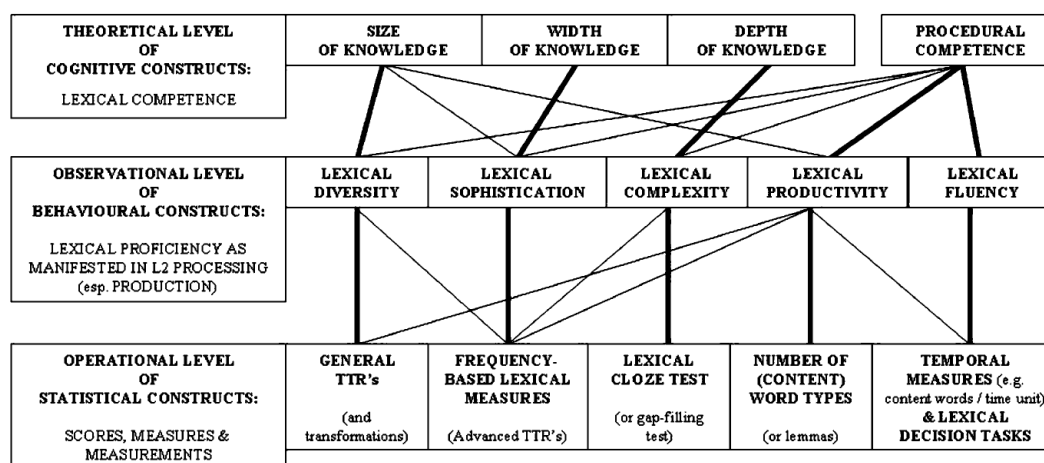 THEORETICAL LEVEL
OF
COGNITIVE CONSTRUCTS:
LEXICAL COMPETENCE
SIZE
OF KNOWLEDGE
WIDTH
OF KNOWLEDGE
DEPTH
OF KNOWLEDGE
PROCEDURAL
COMPETENCE
OBSERVATIONAL LEVEL
OF
BEHAVIOURAL CONSTRUCTS:
LEXICAL PROFICIENCY AS
MANIFESTED IN L2 PROCESSING
(esp. PRODUCTION)
LEXICAL
DIVERSITY
LEXICAL
SOPHISTICATION
LEXICAL
COMPLEXITY
LEXICAL
PRODUCTIVITY
LEXICAL
FLUENCY
OPERATIONAL LEVEL
OF
STATISTICAL CONSTRUCTS:
SCORES, MEASURES &
MEASUREMENTS
GENERAL
TTR's
(and
transformations)
FREQUENCY-
BASED LEXICAL
MEASURES
(Advanced TTR's)
LEXICAL
CLOZE TEST
(or gap-filling
test)
NUMBER OF
(CONTENT)
WORD TYPES
(or lemmas)
TEMPORAL
MEASURES (e.g.
content words / time unit)
& LEXICAL
DECISION TASKS